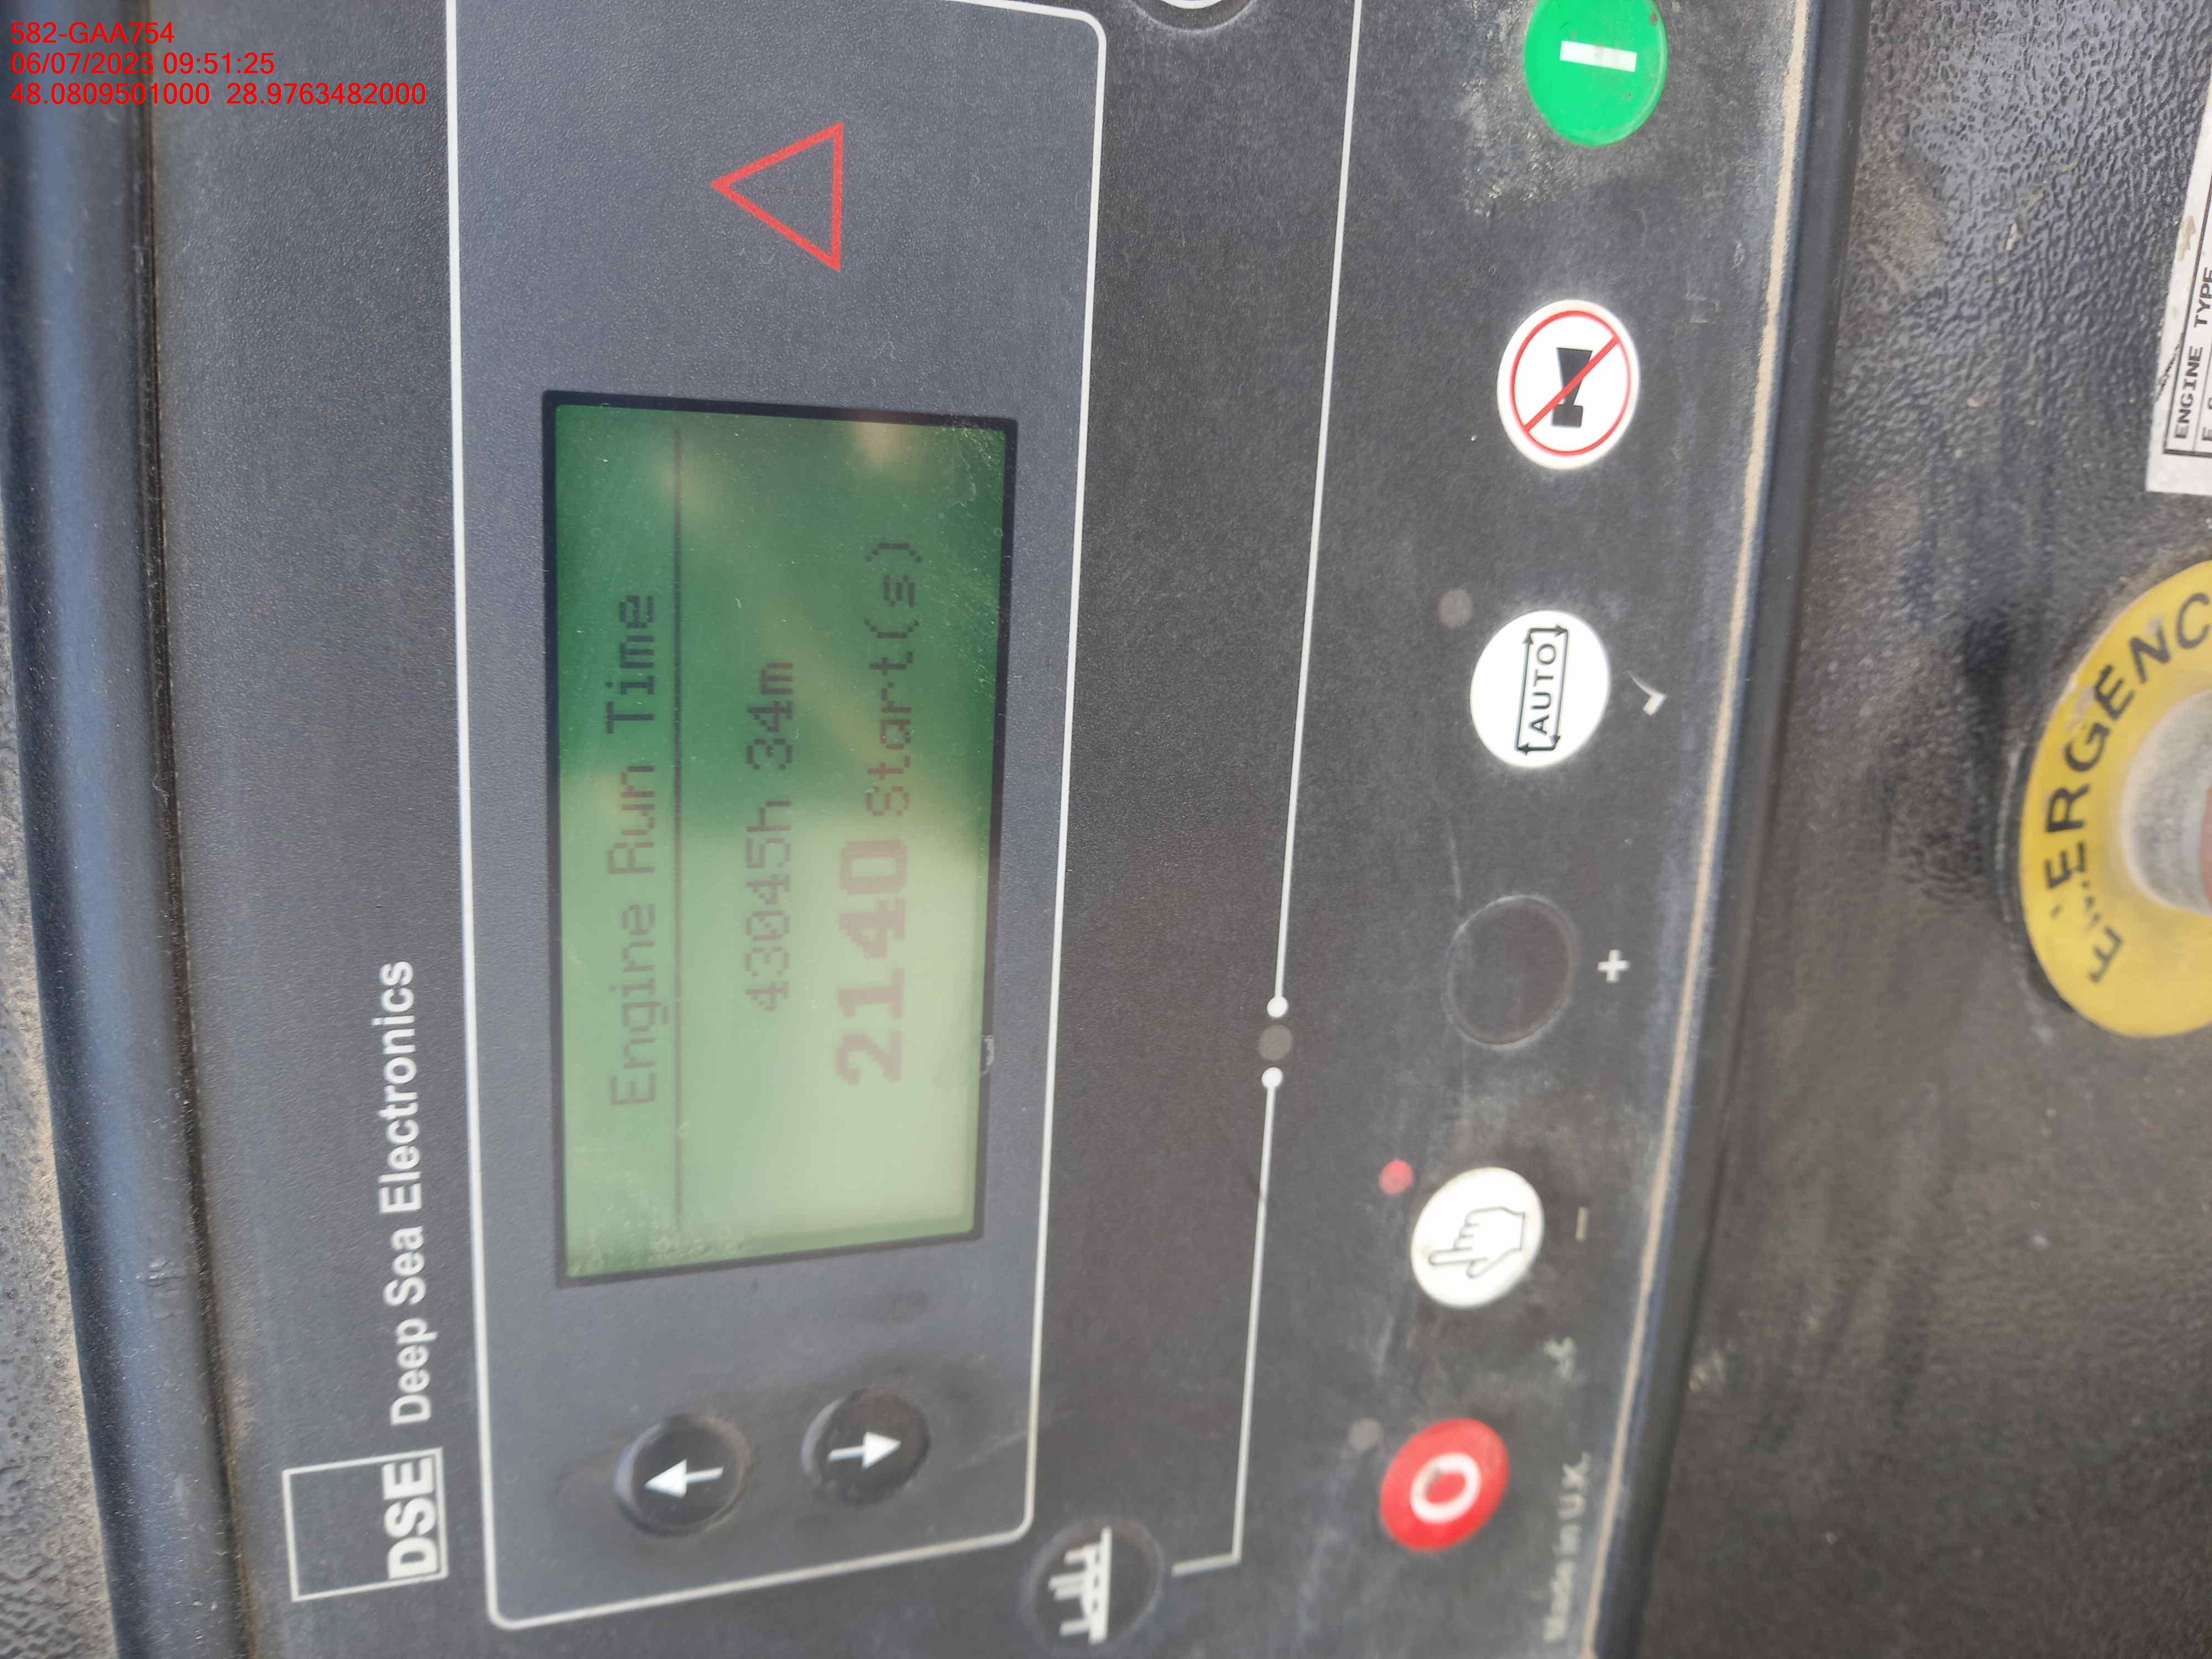 582-GAA754
06/07/2023 09:51:25
48.0809501000 28.9763482000
DSE Deep Sea Electronics
Engine Run Time
43045h 34m
2140 Start(s)
AUTO
Made in U.K.
ENGINE TYPE